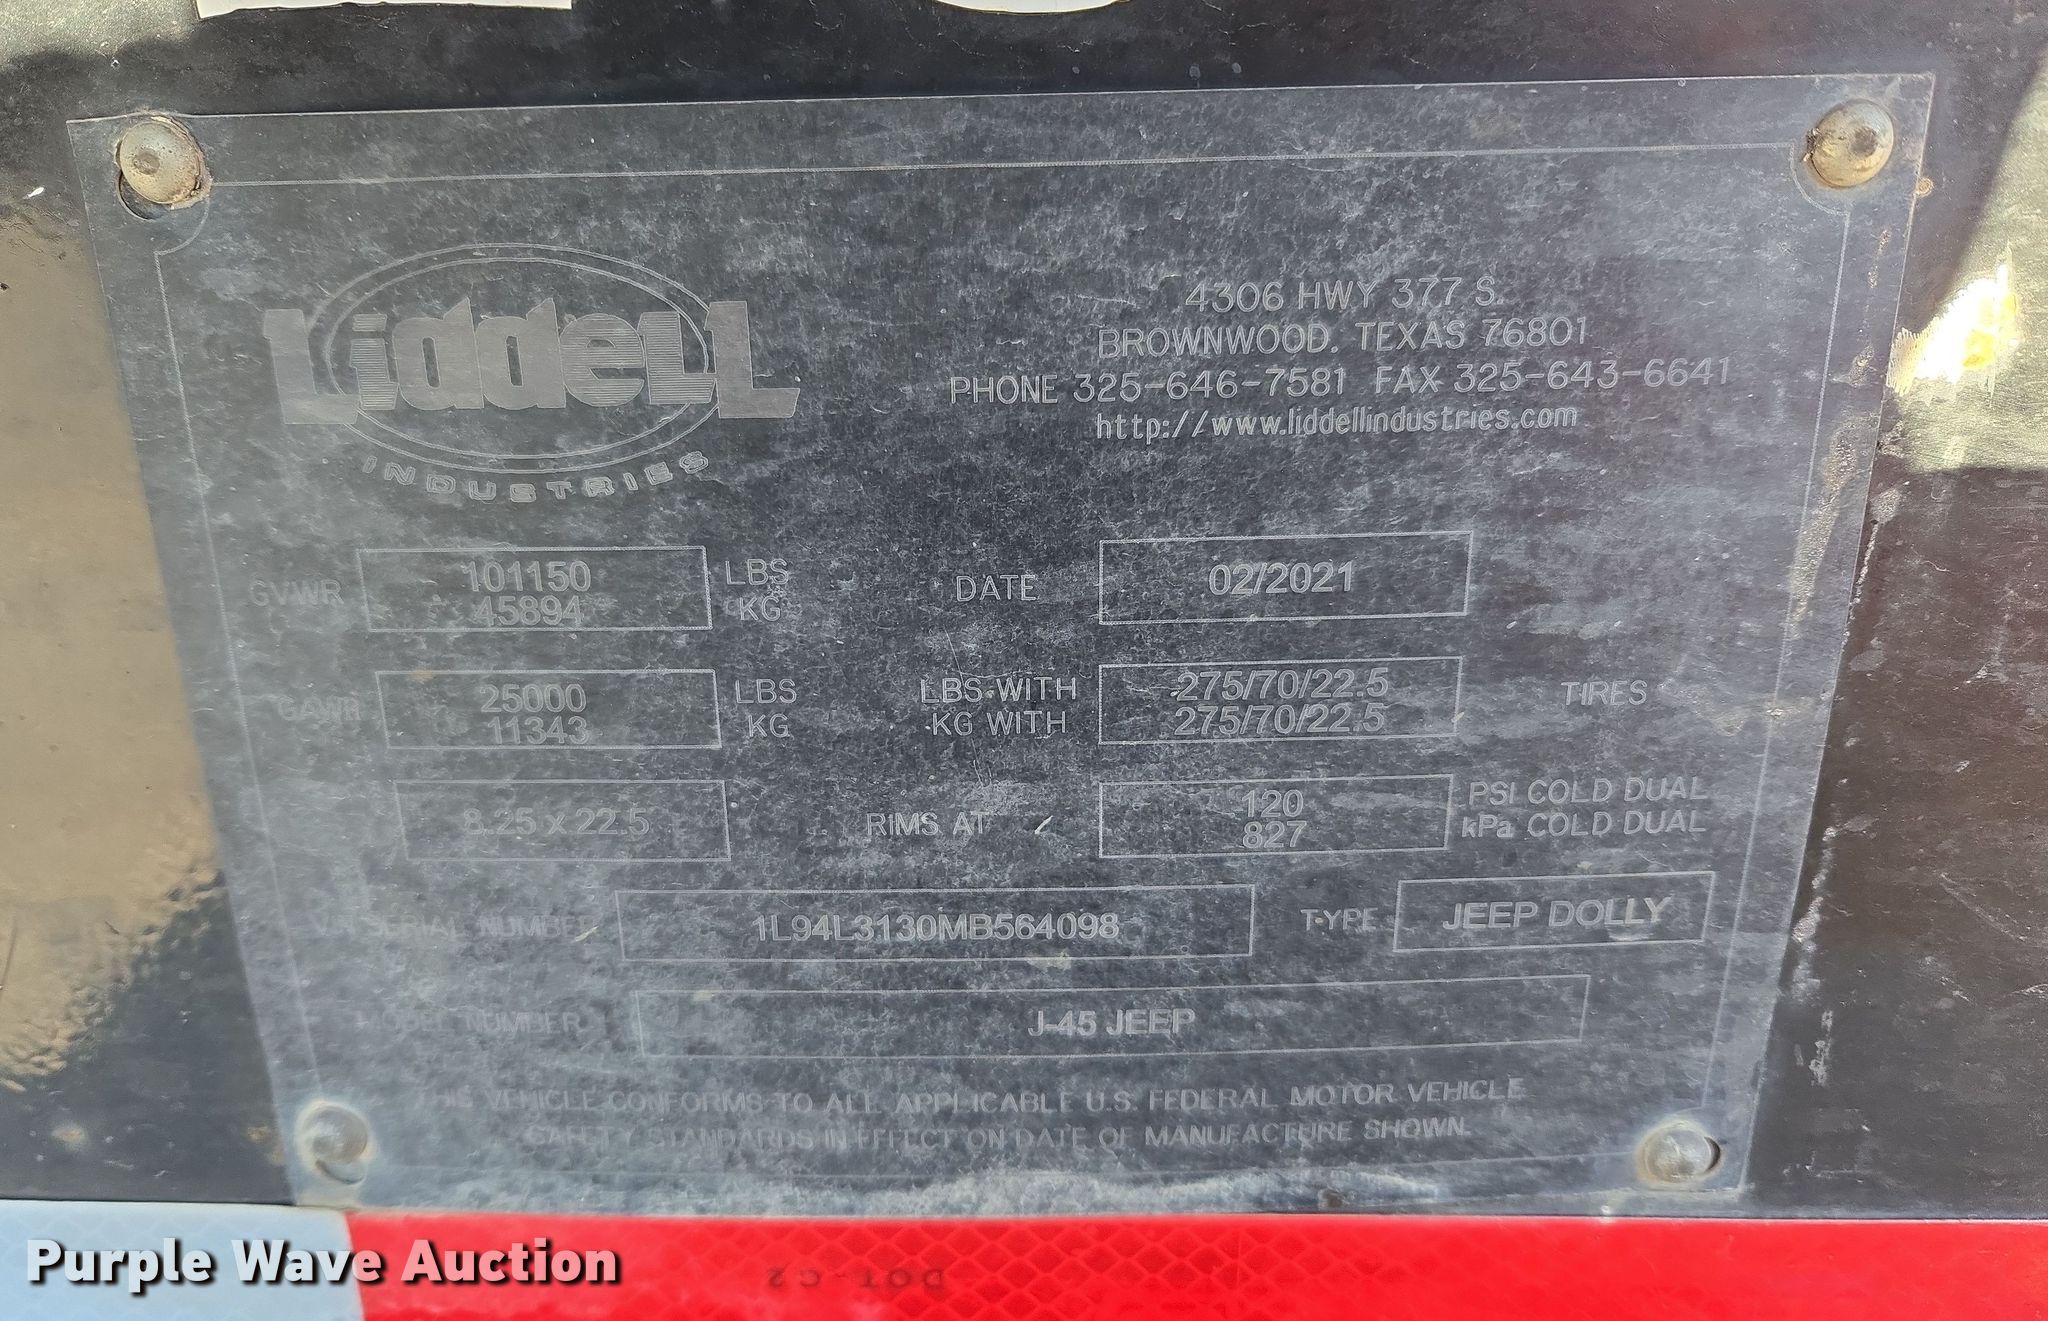 Liddell
INDUSTRIES
4306 HWY 377 S.
BROWNWOOD, TEXAS 76801
PHONE 325-646-7581 FAX 325-643-6641
http://www.liddellindustries.com
GVWR 101150 LBS DATE 02/2021
45894 KG
GAWR 25000 LBS LBS WITH 275/70/22.5 TIRES
11343 KG KG WITH 275/70/22.5
8.25 x 22.5 RIMS AT 120 PSI COLD DUAL
827 kPa COLD DUAL
VIN SERIAL NUMBER 1L94L3130MB564098 TYPE JEEP DOLLY
MODEL NUMBER J-45 JEEP
THIS VEHICLE CONFORMS TO ALL APPLICABLE U.S. FEDERAL MOTOR VEHICLE
SAFETY STANDARDS IN EFFECT ON DATE OF MANUFACTURE SHOWN.
Purple Wave Auction
DOT-C2